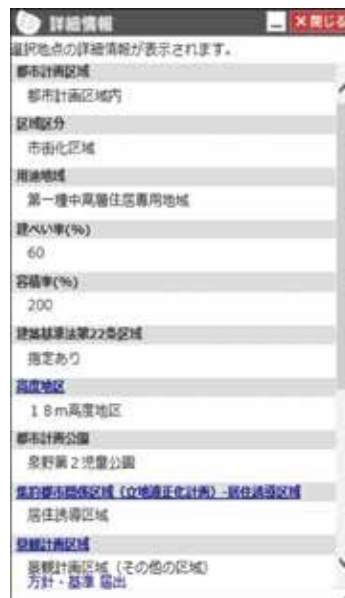 詳細情報
×閉じる
選択地点の詳細情報が表示されます。
都市計画区域
都市計画区域内
区域区分
市街化区域
用途地域
第一種中高層住居専用地域
建ぺい率(%)
60
容積率(%)
200
建築基準法第22条区域
指定あり
高度地区
18m高度地区
都市計画公園
泉野第2児童公園
集約都市関係区域(立地適正化計画)-居住誘導区域
居住誘導区域
景観計画区域
景観計画区域(その他の区域)
方針・基準 届出